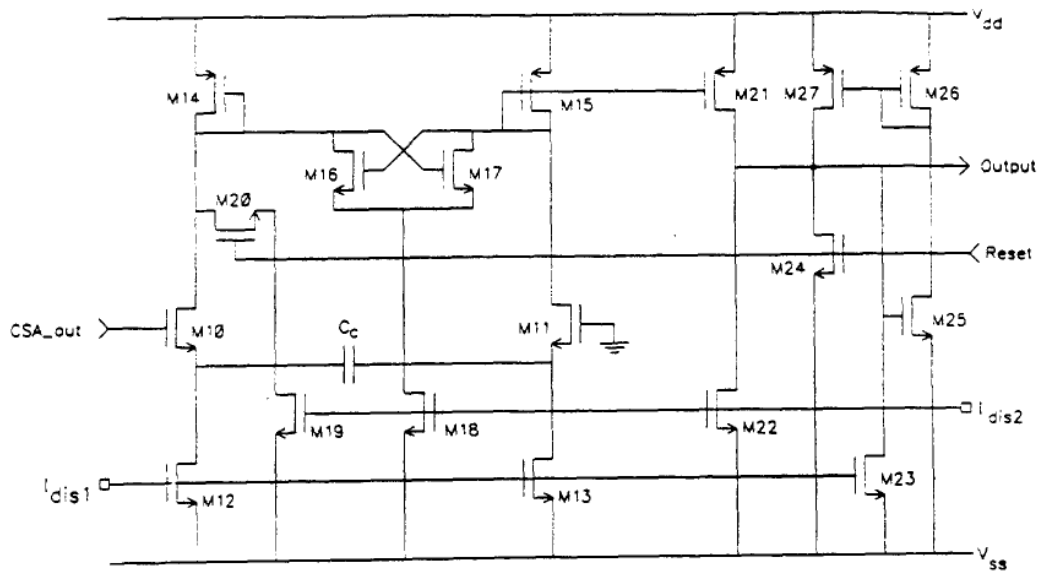 Vdd
M14
M15
M21
M27
M26
M16
M17
Output
M20
M24
Reset
CSA_out
M10
Cc
M11
M25
M19
M18
M22
Idis2
Idis1
M12
M13
M23
Vss